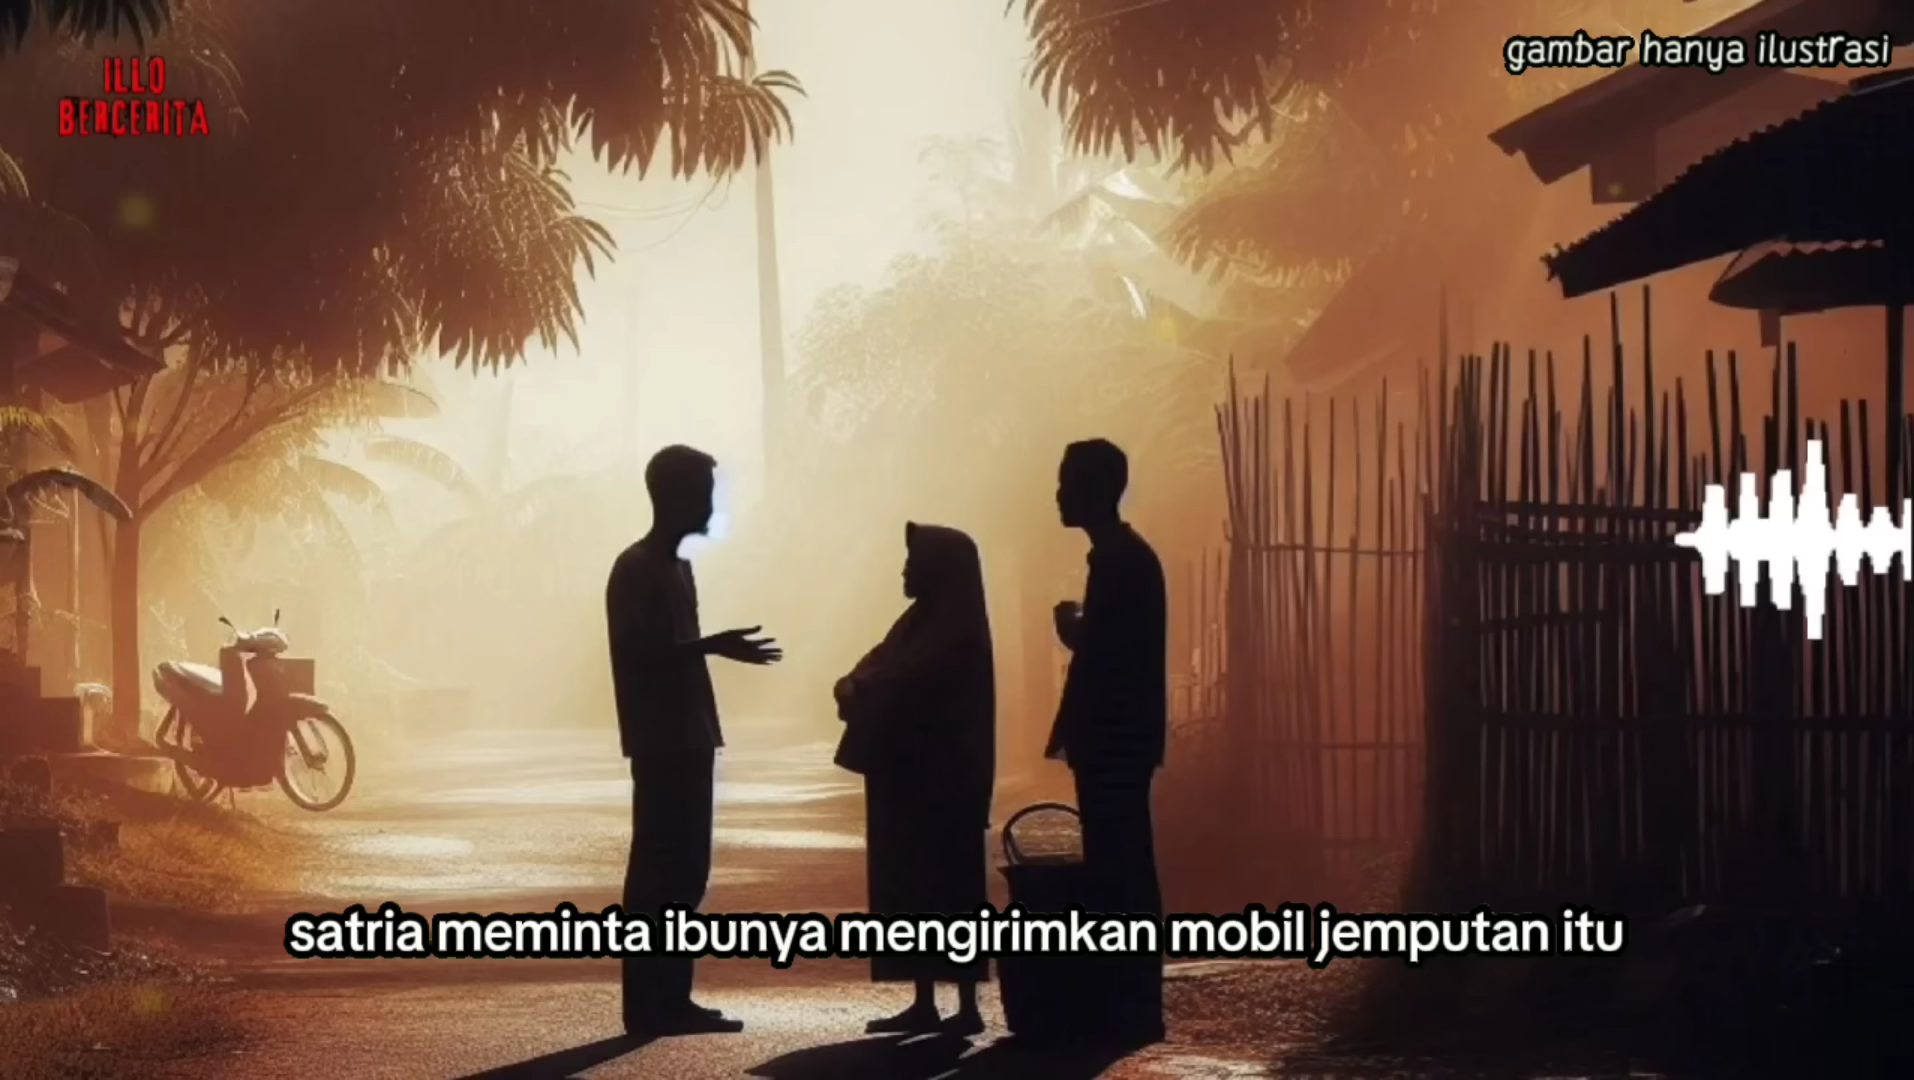 ILLO
BERCERITA
gambar hanya ilustrasi
satria meminta ibunya mengirimkan mobil jemputan itu